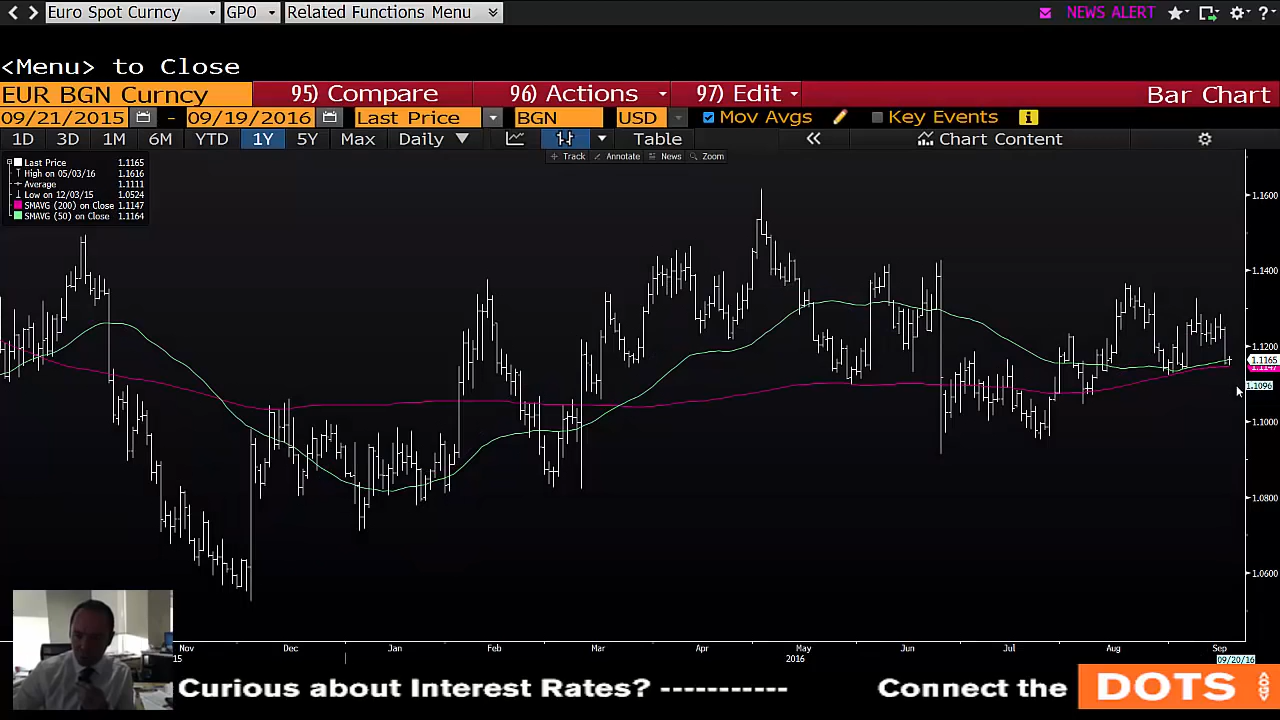 Euro Spot Curncy GPO Related Functions Menu NEWS ALERT ?
<Menu> to Close
EUR BGN Curncy 95) Compare 96) Actions 97) Edit Bar Chart
09/21/2015 - 09/19/2016 Last Price BGN USD Mov Avgs Key Events i
1D 3D 1M 6M YTD 1Y 5Y Max Daily Table « Chart Content
Track Annotate News Zoom
Last Price 1.1165
High on 05/03/16 1.1616
Average 1.1111
Low on 12/03/15 1.0524
SMAVG (200) on Close 1.1147
SMAVG (50) on Close 1.1164
1.1600
1.1400
1.1200
1.1165
1.1147
1.1096
1.1000
1.0800
1.0600
Nov Dec Jan Feb Mar Apr May Jun Jul Aug Sep
15 2016 09/20/16
Curious about Interest Rates? ----------- Connect the DOTS